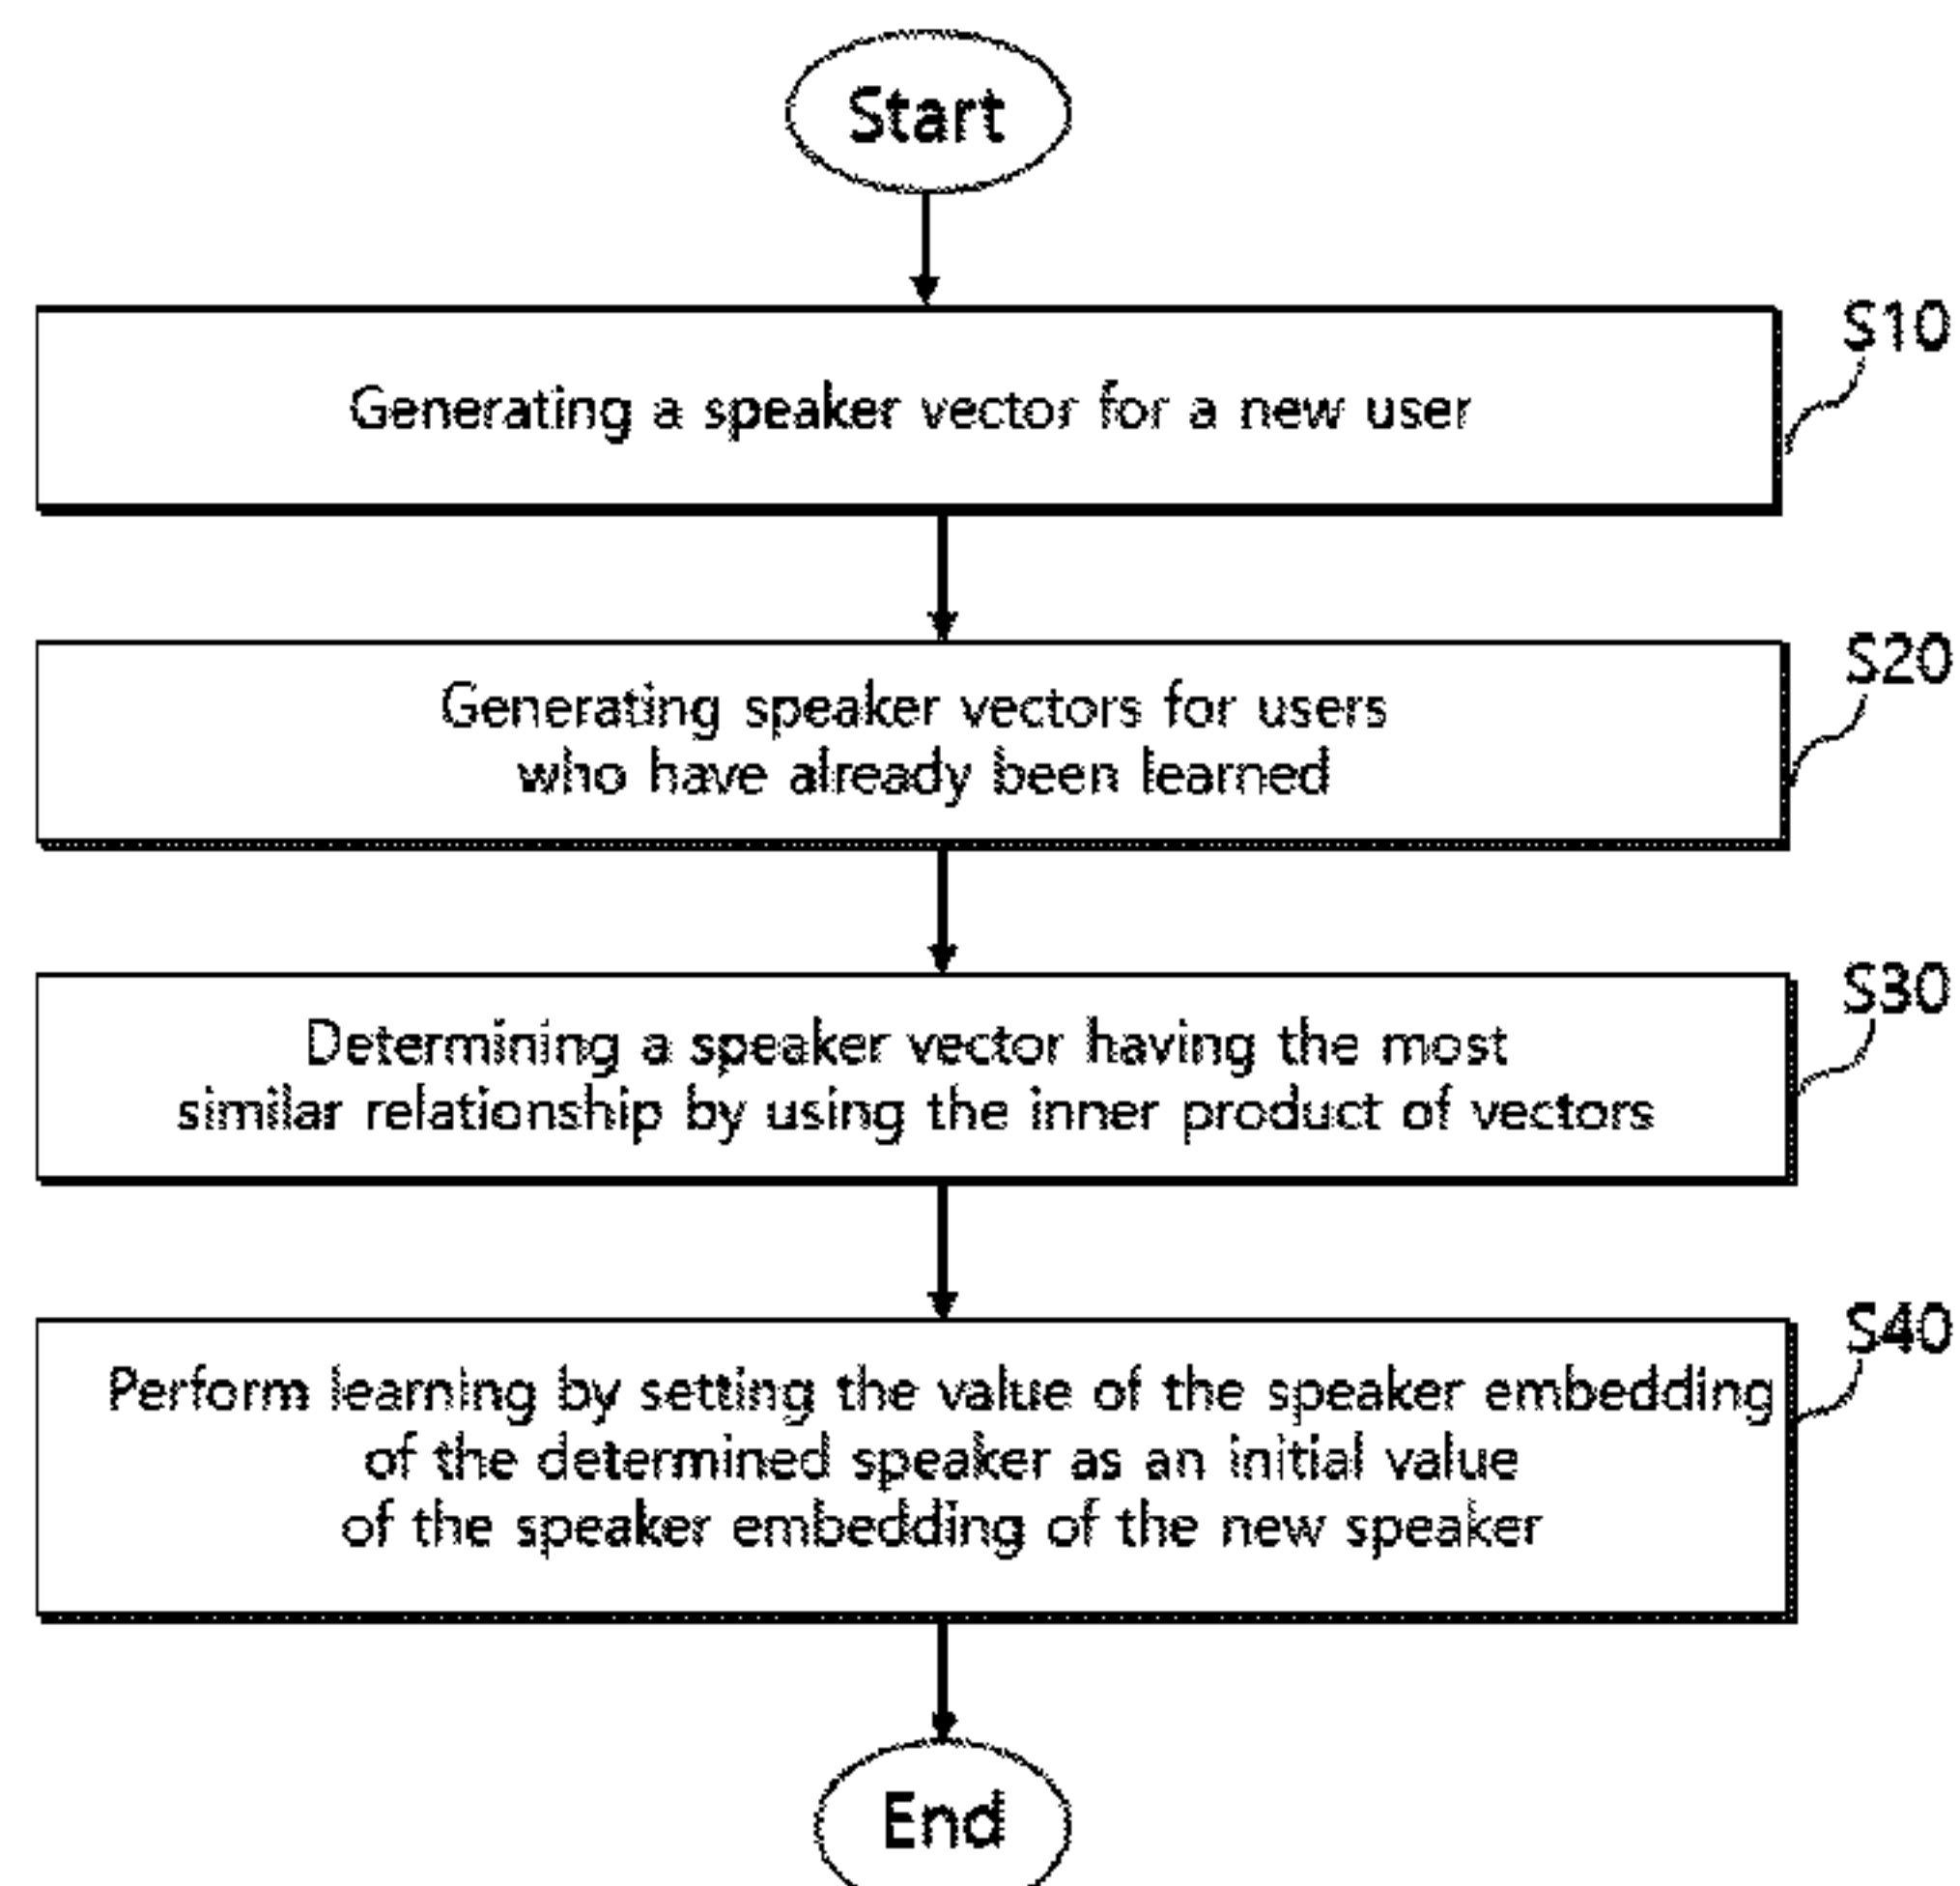 Start
S10
Generating a speaker vector for a new user
S20
Generating speaker vectors for users
who have already been learned
S30
Determining a speaker vector having the most
similar relationship by using the inner product of vectors
S40
Perform learning by setting the value of the speaker embedding
of the determined speaker as an initial value
of the speaker embedding of the new speaker
End